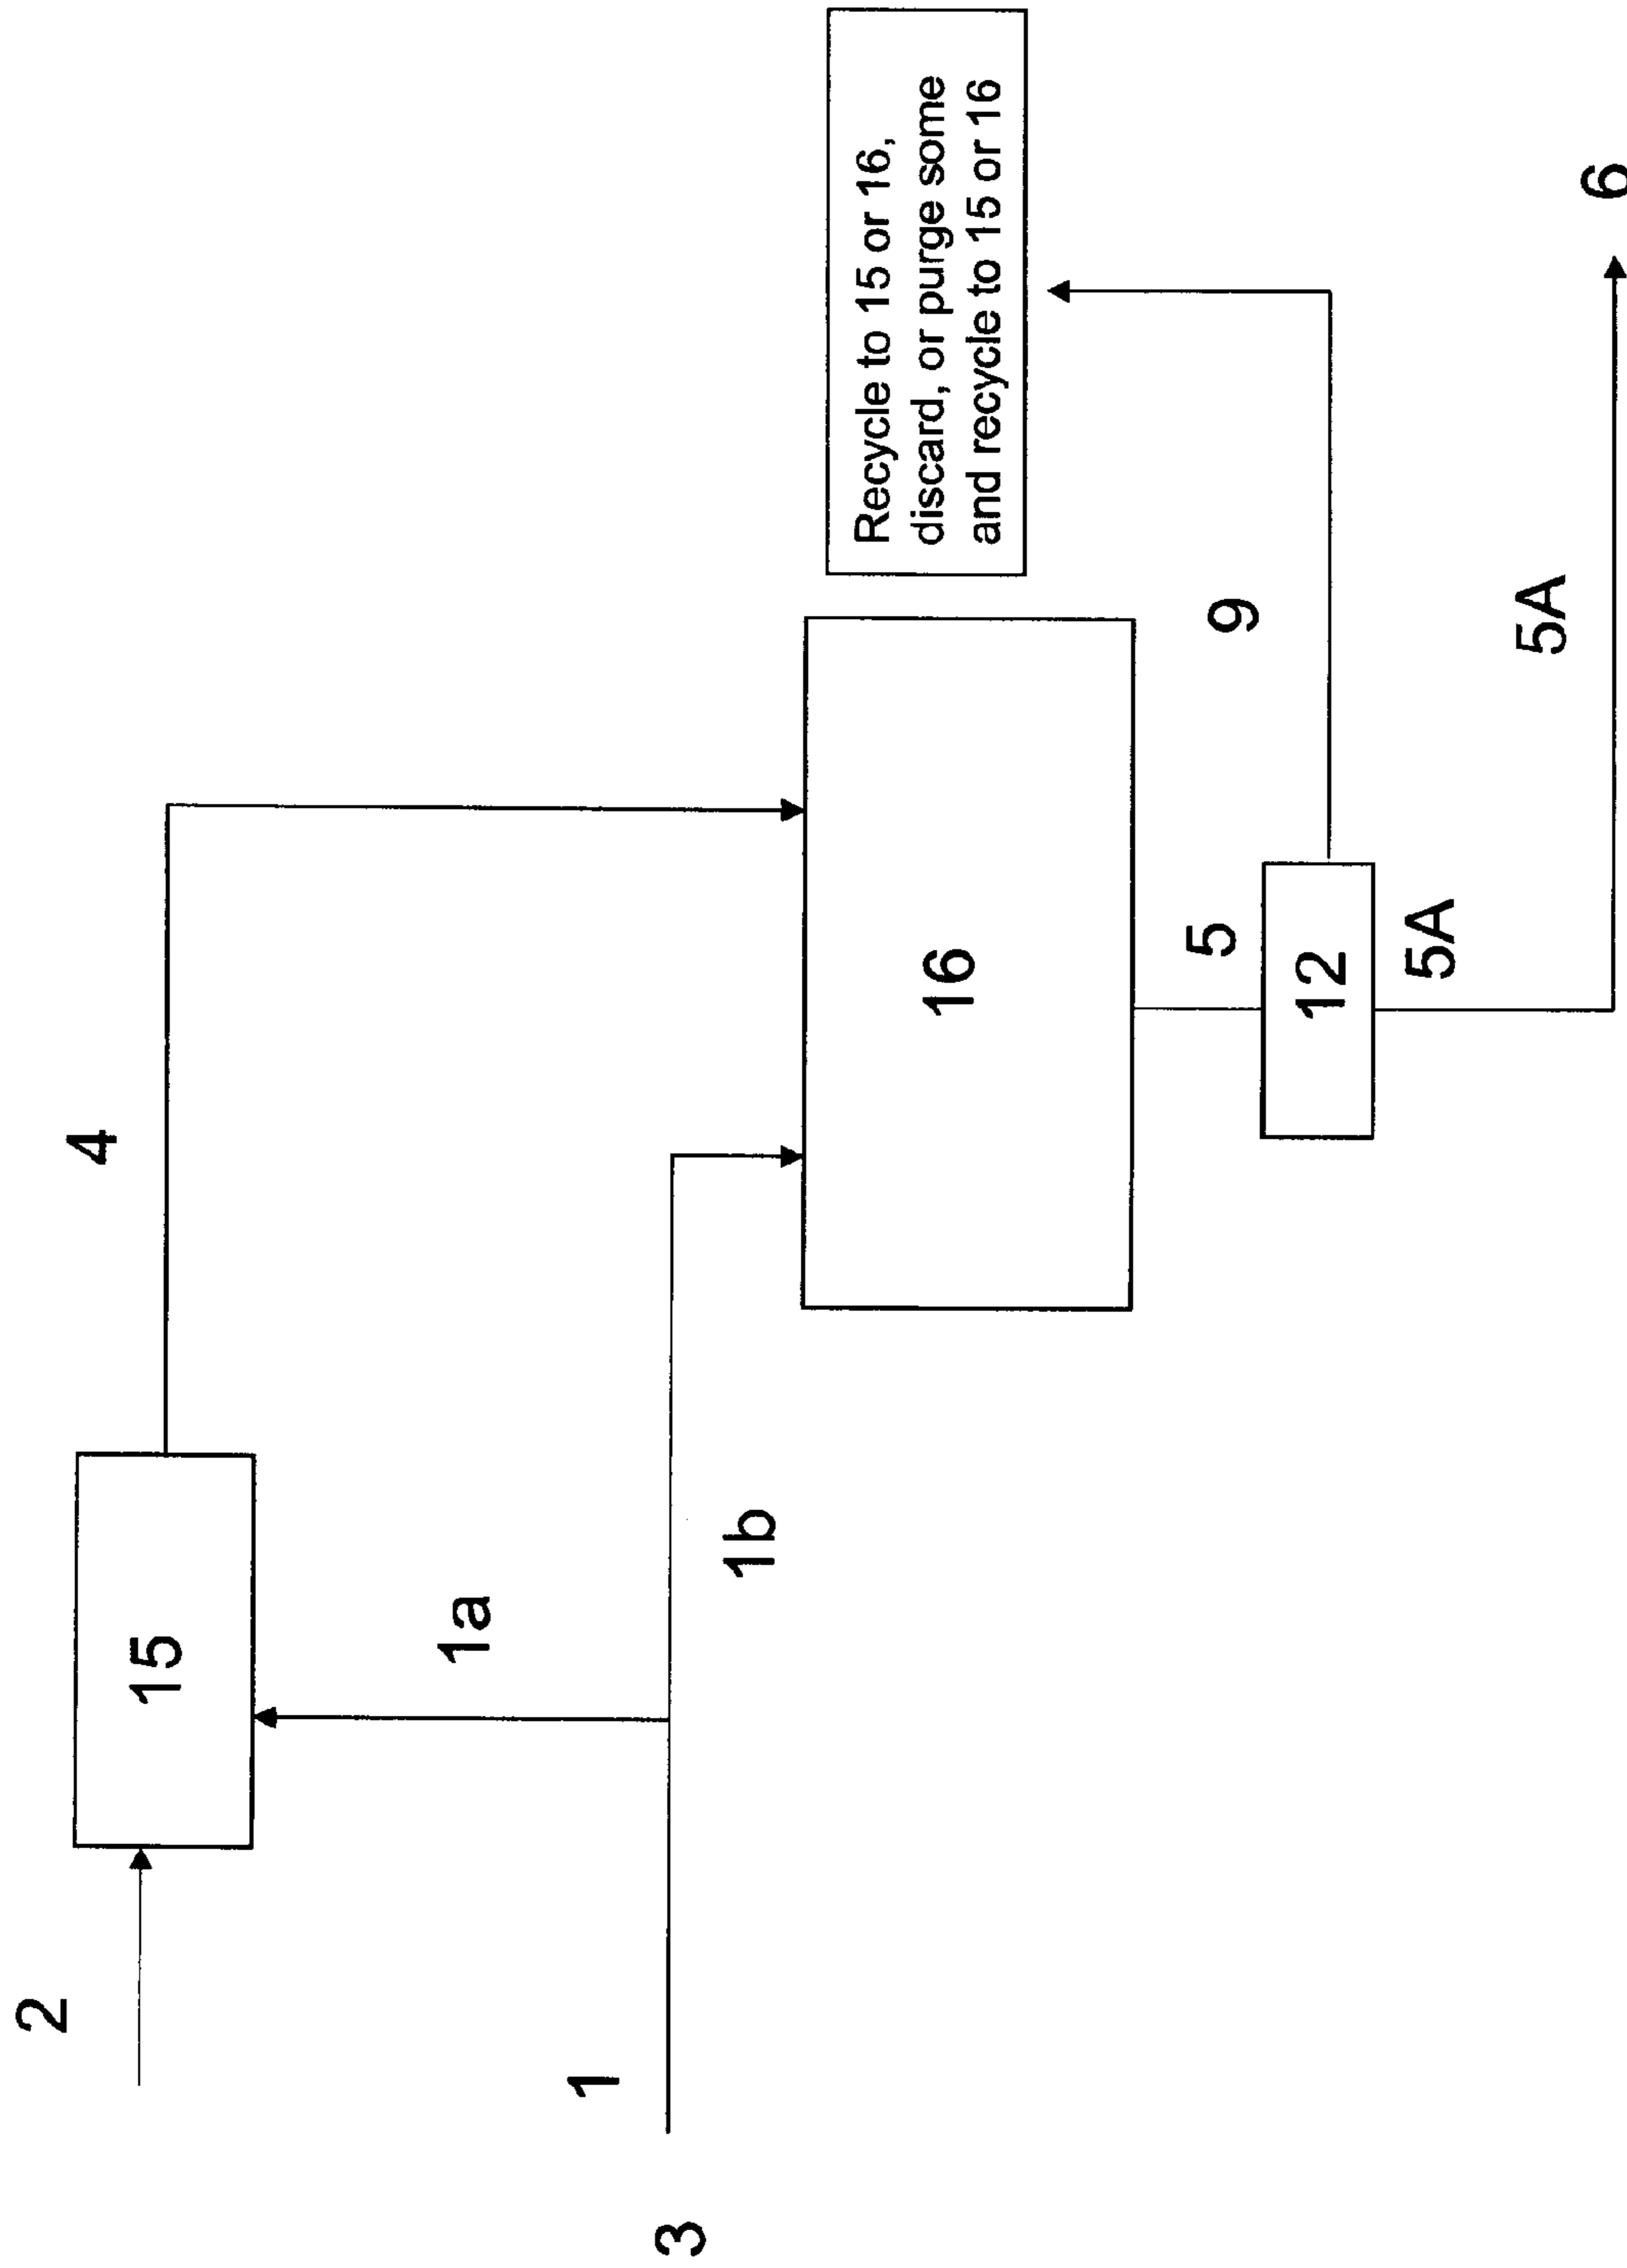 2
4
15
1a
1
3
1b
16
Recycle to 15 or 16,
discard, or purge some
and recycle to 15 or 16
5
9
12
5A
5A
6